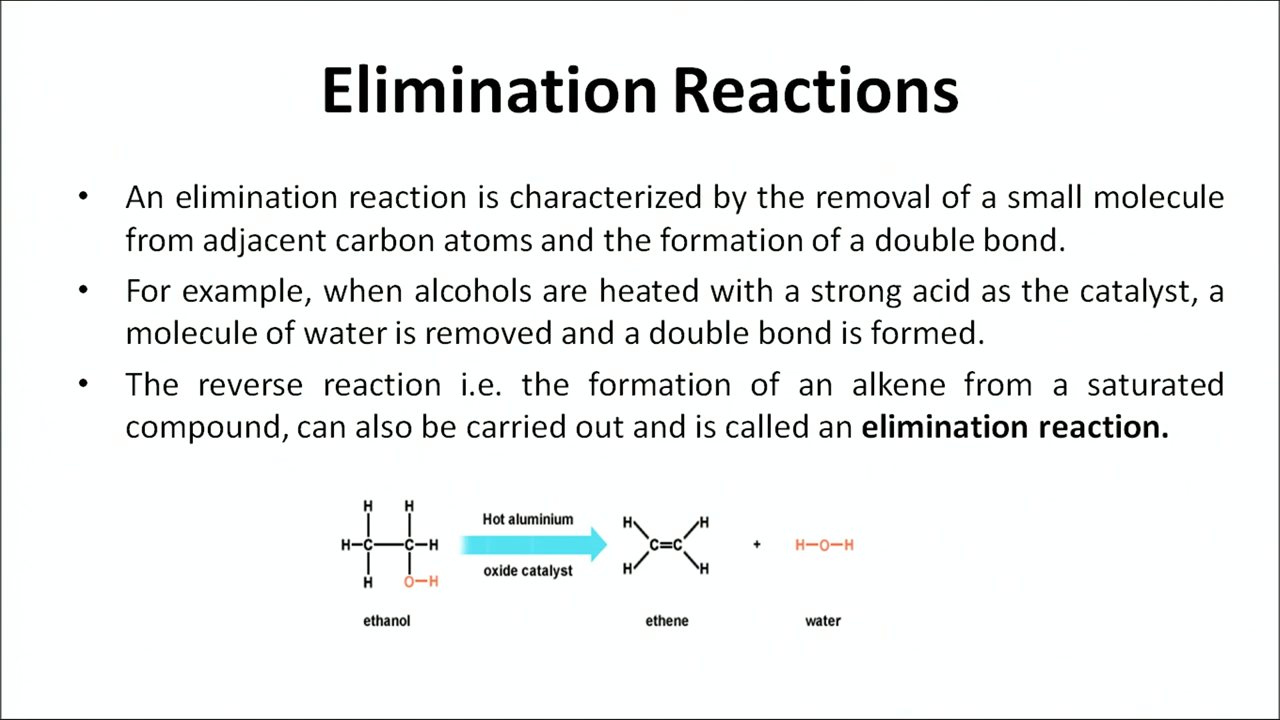 Elimination Reactions
• An elimination reaction is characterized by the removal of a small molecule
from adjacent carbon atoms and the formation of a double bond.
• For example, when alcohols are heated with a strong acid as the catalyst, a
molecule of water is removed and a double bond is formed.
• The reverse reaction i.e. the formation of an alkene from a saturated
compound, can also be carried out and is called an elimination reaction.
H H
Hot aluminium
H H
H–C–C–H
C=C
+
H–O–H
H H
oxide catalyst
H O–H
ethanol
ethene
water